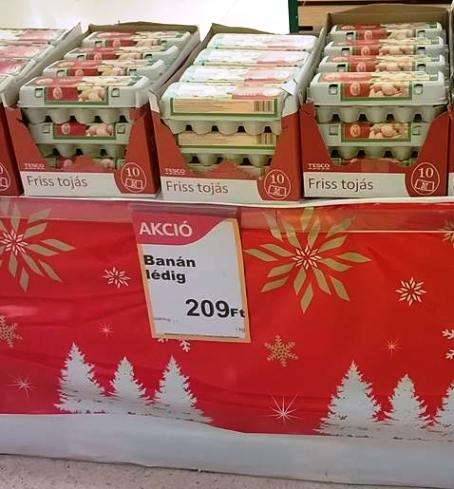 TESCO
Friss tojás
10
TESCO
Friss tojás
10
TESCO
Friss tojás
10
AKCIÓ
Banán
lédig
209Ft